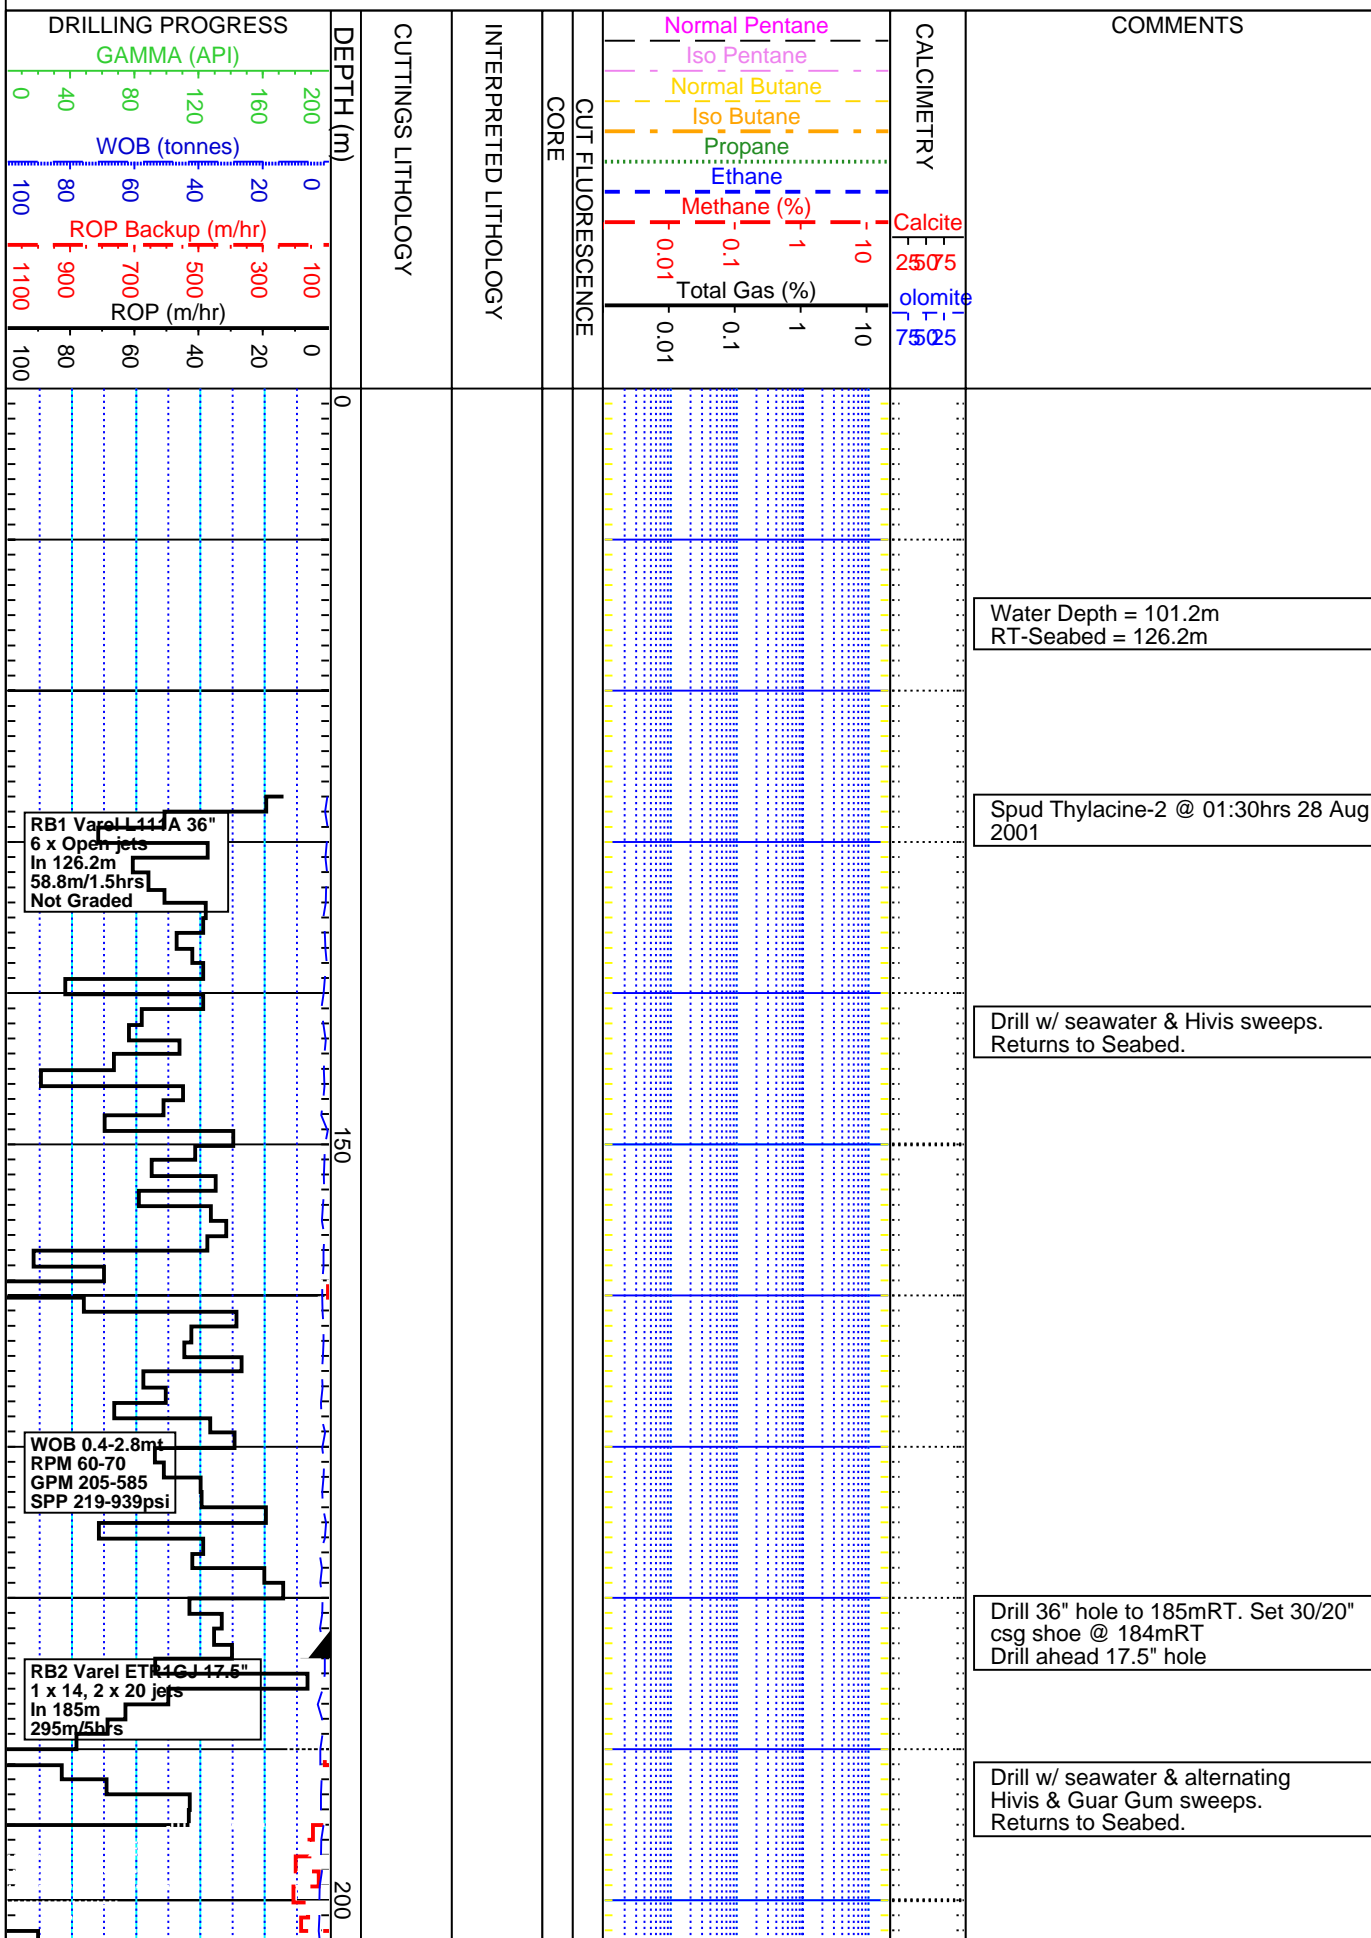 DRILLING PROGRESS
GAMMA (API)
0 40 80 120 160 200
WOB (tonnes)
100 80 60 40 20 0
ROP Backup (m/hr)
1100 900 700 500 300 100
ROP (m/hr)
100 80 60 40 20 0
DEPTH (m)
CUTTINGS LITHOLOGY
INTERPRETED LITHOLOGY
CORE
CUT FLUORESCENCE
Normal Pentane
Iso Pentane
Normal Butane
Iso Butane
Propane
Ethane
Methane (%)
0.01 0.1 1 10
Total Gas (%)
0.01 0.1 1 10
CALCIMETRY
Calcite
25 50 75
olomite
75 50 25
COMMENTS
0
Water Depth = 101.2m
RT-Seabed = 126.2m
Spud Thylacine-2 @ 01:30hrs 28 Aug
2001
RB1 Varel L111A 36"
6 x Open jets
In 126.2m
58.8m/1.5hrs
Not Graded
Drill w/ seawater & Hivis sweeps.
Returns to Seabed.
150
WOB 0.4-2.8mt
RPM 60-70
GPM 205-585
SPP 219-939psi
Drill 36" hole to 185mRT. Set 30/20"
csg shoe @ 184mRT
Drill ahead 17.5" hole
RB2 Varel ETR1GJ 17.5"
1 x 14, 2 x 20 jets
In 185m
295m/5hrs
Drill w/ seawater & alternating
Hivis & Guar Gum sweeps.
Returns to Seabed.
200